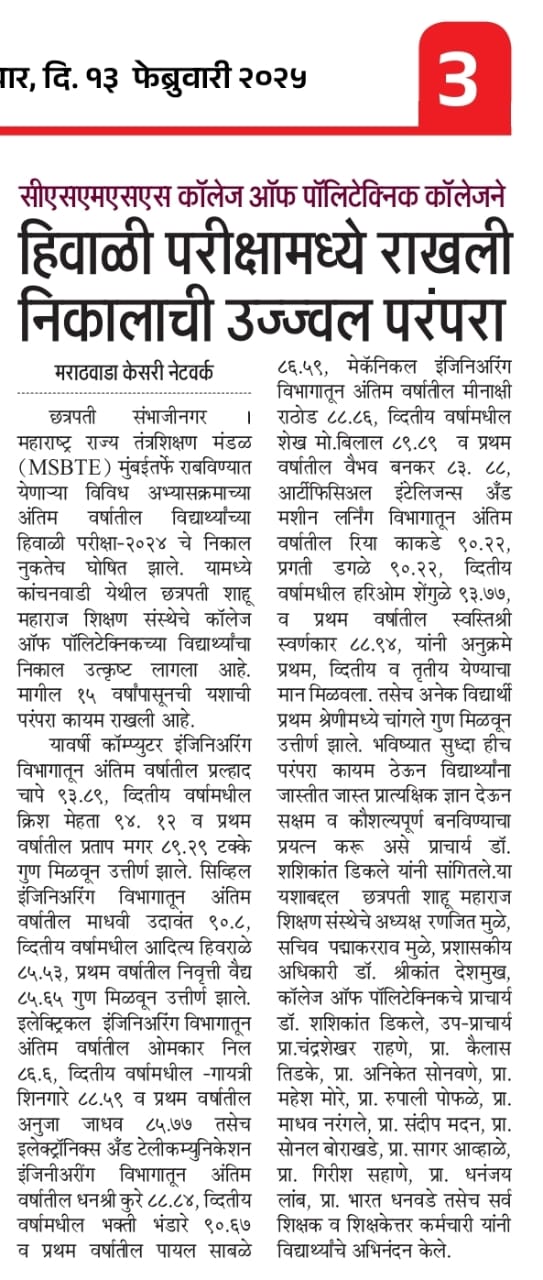 वार, दि. १३ फेब्रुवारी २०२५
3
सीएसएमएसएस कॉलेज ऑफ पॉलिटेक्निक कॉलेजने
हिवाळी परीक्षामध्ये राखली
निकालाची उज्ज्वल परंपरा
मराठवाडा केसरी नेटवर्क
छत्रपती संभाजीनगर ।
महाराष्ट्र राज्य तंत्रशिक्षण मंडळ
(MSBTE) मुंबईतर्फे राबविण्यात
येणाऱ्या विविध अभ्यासक्रमाच्या
अंतिम वर्षातील विद्यार्थ्यांच्या
हिवाळी परीक्षा-२०२४ चे निकाल
नुकतेच घोषित झाले. यामध्ये
कांचनवाडी येथील छत्रपती शाहू
महाराज शिक्षण संस्थेचे कॉलेज
ऑफ पॉलिटेक्निकच्या विद्यार्थ्यांचा
निकाल उत्कृष्ट लागला आहे.
मागील १५ वर्षांपासूनची यशाची
परंपरा कायम राखली आहे.
यावर्षी कॉम्प्युटर इंजिनिअरिंग
विभागातून अंतिम वर्षातील प्रल्हाद
चापे ९३.८९, व्दितीय वर्षामधील
क्रिश मेहता ९४. १२ व प्रथम
वर्षातील प्रताप मगर ८९.२९ टक्के
गुण मिळवून उत्तीर्ण झाले. सिव्हिल
इंजिनिअरिंग विभागातून अंतिम
वर्षातील माधवी उदावंत ९०.८,
व्दितीय वर्षामधील आदित्य हिवराळे
८५.५३, प्रथम वर्षातील निवृत्ती वैद्य
८५.६५ गुण मिळवून उत्तीर्ण झाले.
इलेक्ट्रिकल इंजिनिअरिंग विभागातून
अंतिम वर्षातील ओमकार निल
८६.६, व्दितीय वर्षामधील -गायत्री
शिनगारे ८८.५९ व प्रथम वर्षातील
अनुजा जाधव ८५.७७ तसेच
इलेक्ट्रॉनिक्स अँड टेलीकम्युनिकेशन
इंजिनीअरींग विभागातून अंतिम
वर्षातील धनश्री कुरे ८८.८४, व्दितीय
वर्षामधील भक्ती भंडारे ९०.६७
व प्रथम वर्षातील पायल साबळे
८६.५९, मेकॅनिकल इंजिनिअरिंग
विभागातून अंतिम वर्षातील मीनाक्षी
राठोड ८८.८६, व्दितीय वर्षामधील
शेख मो.बिलाल ८९.८९ व प्रथम
वर्षातील वैभव बनकर ८३. ८८,
आर्टीफिसिअल इंटेलिजन्स अँड
मशीन लर्निंग विभागातून अंतिम
वर्षातील रिया काकडे ९०.२२,
प्रगती डगळे ९०.२२, व्दितीय
वर्षामधील हरिओम शेंगुळे ९३.७७,
व प्रथम वर्षातील स्वस्तिश्री
स्वर्णकार ८८.९४, यांनी अनुक्रमे
प्रथम, व्दितीय व तृतीय येण्याचा
मान मिळवला. तसेच अनेक विद्यार्थी
प्रथम श्रेणीमध्ये चांगले गुण मिळवून
उत्तीर्ण झाले. भविष्यात सुध्दा हीच
परंपरा कायम ठेऊन विद्यार्थ्यांना
जास्तीत जास्त प्रात्यक्षिक ज्ञान देऊन
सक्षम व कौशल्यपूर्ण बनविण्याचा
प्रयत्न करू असे प्राचार्य डॉ.
शशिकांत डिकले यांनी सांगितले.या
यशाबद्दल छत्रपती शाहू महाराज
शिक्षण संस्थेचे अध्यक्ष रणजित मुळे,
सचिव पद्माकरराव मुळे, प्रशासकीय
अधिकारी डॉ. श्रीकांत देशमुख,
कॉलेज ऑफ पॉलिटेक्निकचे प्राचार्य
डॉ. शशिकांत डिकले, उप-प्राचार्य
प्रा.चंद्रशेखर राहणे, प्रा. कैलास
तिडके, प्रा. अनिकेत सोनवणे, प्रा.
महेश मोरे, प्रा. रुपाली पोफळे, प्रा.
माधव नरंगले, प्रा. संदीप मदन, प्रा.
सोनल बोराखडे, प्रा. सागर आव्हाळे,
प्रा. गिरीश सहाणे, प्रा. धनंजय
लांब, प्रा. भारत धनवडे तसेच सर्व
शिक्षक व शिक्षकेत्तर कर्मचारी यांनी
विद्यार्थ्यांचे अभिनंदन केले.